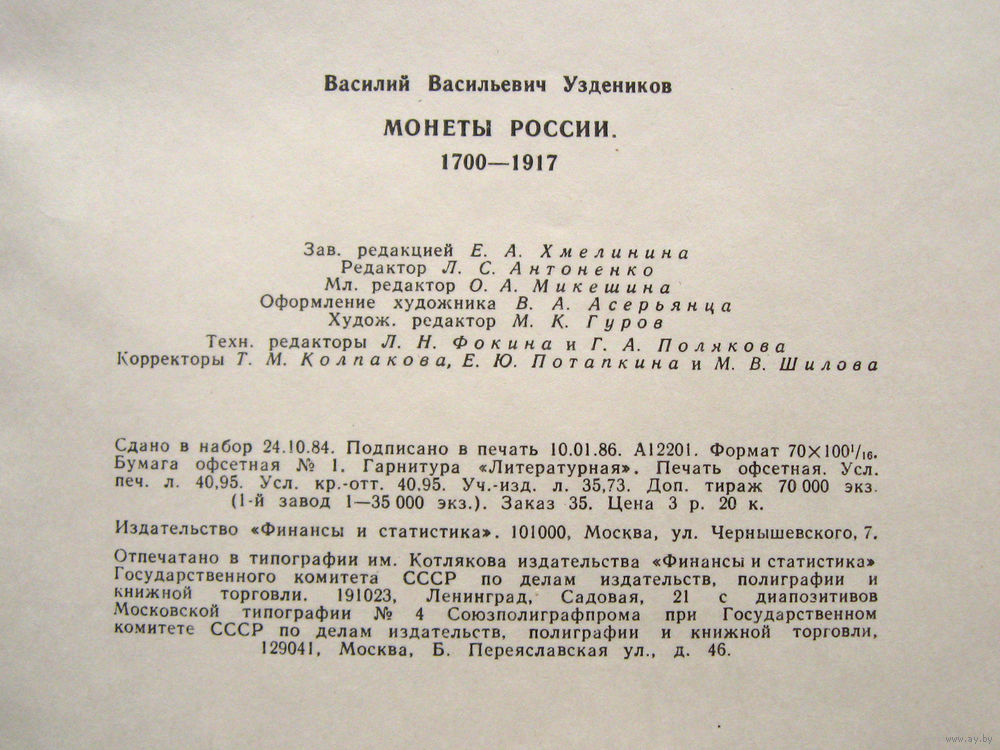 Василий Васильевич Уздеников
МОНЕТЫ РОССИИ.
1700—1917
Зав. редакцией Е. А. Хмелинина
Редактор Л. С. Антоненко
Мл. редактор О. А. Микешина
Оформление художника В. А. Асерьянца
Худож. редактор М. К. Гуров
Техн. редакторы Л. Н. Фокина и Г. А. Полякова
Корректоры Т. М. Колпакова, Е. Ю. Потапкина и М. В. Шилова
Сдано в набор 24.10.84. Подписано в печать 10.01.86. А12201. Формат 70×100¹/₁₆.
Бумага офсетная № 1. Гарнитура «Литературная». Печать офсетная. Усл.
печ. л. 40,95. Усл. кр.-отт. 40.95. Уч.-изд. л. 35,73. Доп. тираж 70 000 экз.
(1-й завод 1—35 000 экз.). Заказ 35. Цена 3 р. 20 к.
Издательство «Финансы и статистика». 101000, Москва, ул. Чернышевского, 7.
Отпечатано в типографии им. Котлякова издательства «Финансы и статистика»
Государственного комитета СССР по делам издательств, полиграфии и
книжной торговли. 191023, Ленинград, Садовая, 21 с диапозитивов
Московской типографии № 4 Союзполиграфпрома при Государственном
комитете СССР по делам издательств, полиграфии и книжной торговли,
129041, Москва, Б. Переяславская ул., д. 46.
www.ay.by